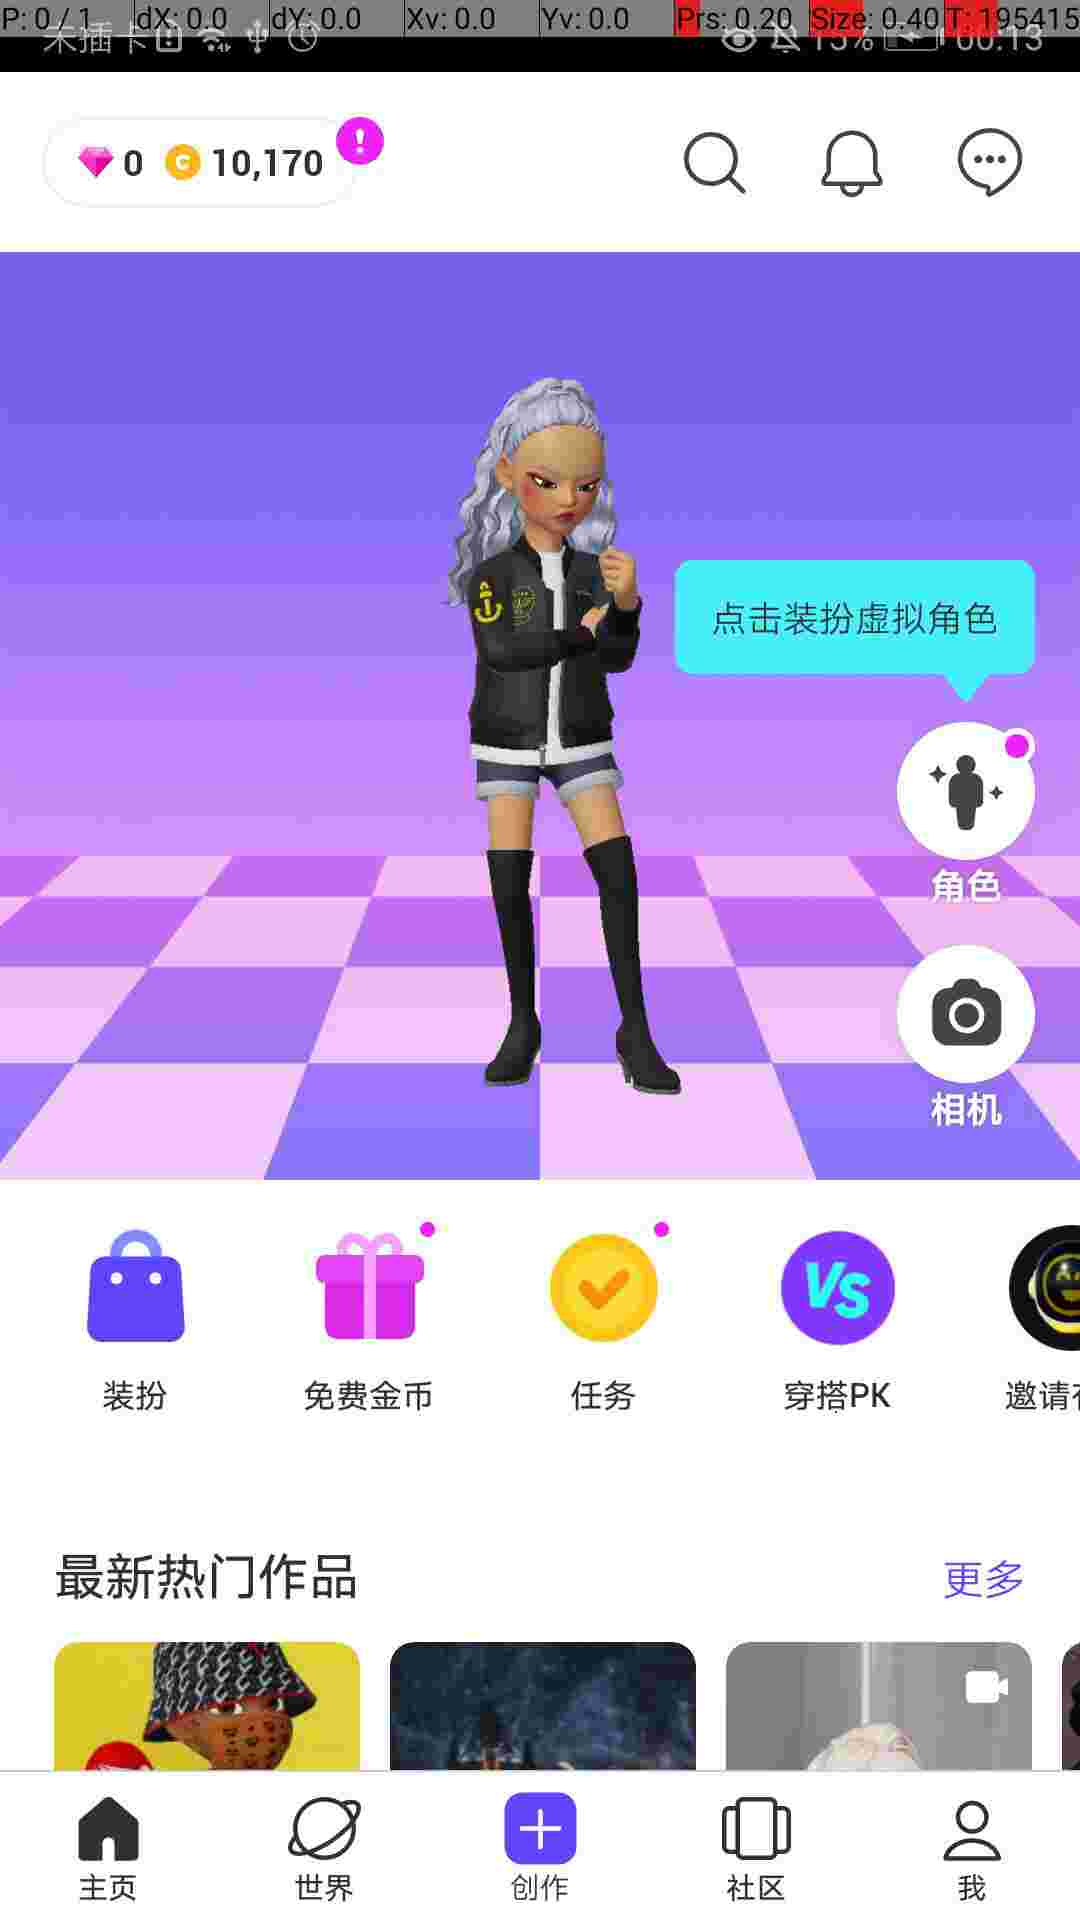 P: 0 / 1 dX: 0.0 dY: 0.0 Xv: 0.0 Yv: 0.0 Prs: 0.20 Size: 0.40 T: 195415
未插卡 15% 00:13
0 C 10,170
点击装扮虚拟角色
角色
相机
VS
装扮 免费金币 任务 穿搭PK 邀请
最新热门作品 更多
主页 世界 创作 社区 我